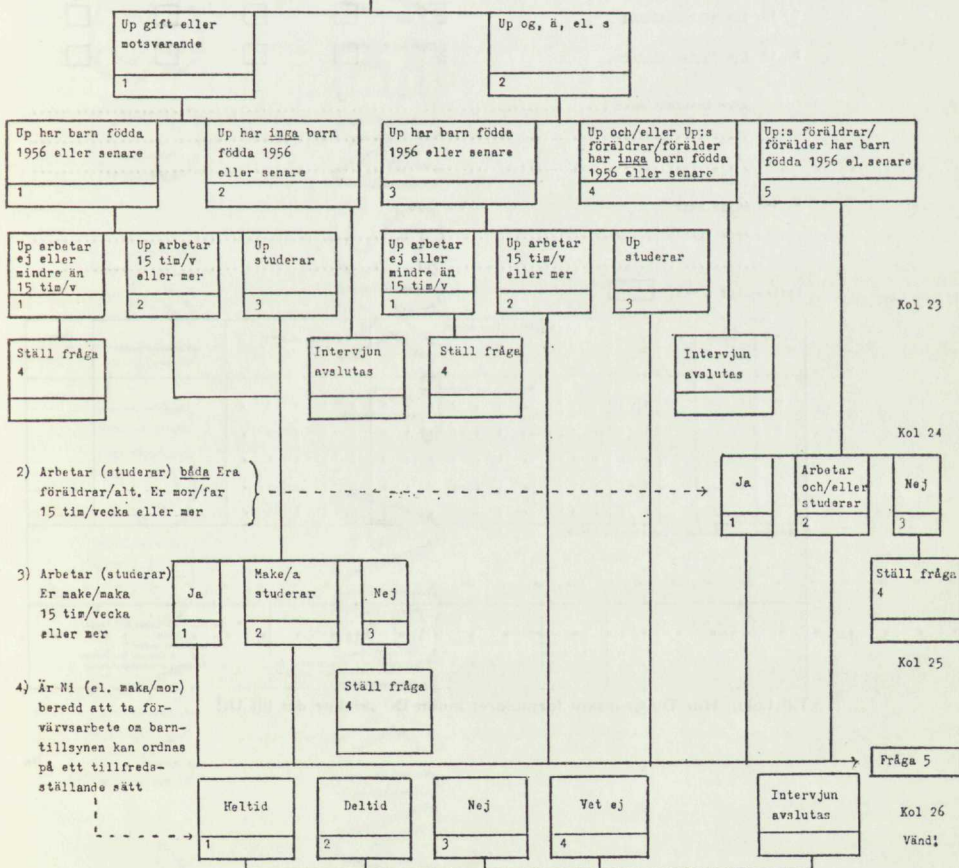 Up gift eller
motsvarande
1
Up og, ä, el. s
2
Up har barn födda
1956 eller senare
1
Up har inga barn
födda 1956
eller senare
2
Up har barn födda
1956 eller senare
3
Up och/eller Up:s
föräldrar/förälder
har inga barn födda
1956 eller senare
4
Up:s föräldrar/
förälder har barn
födda 1956 el. senare
5
Up arbetar
ej eller
mindre än
15 tim/v
1
Up arbetar
15 tim/v
eller mer
2
Up
studerar
3
Up arbetar
ej eller
mindre än
15 tim/v
1
Up arbetar
15 tim/v
eller mer
2
Up
studerar
3
Kol 23
Ställ fråga
4
Intervjun
avslutas
Ställ fråga
4
Intervjun
avslutas
Kol 24
2) Arbetar (studerar) båda Era
föräldrar/alt. Er mor/far
15 tim/vecka eller mer
Ja
1
Arbetar
och/eller
studerar
2
Nej
3
3) Arbetar (studerar)
Er make/maka
15 tim/vecka
eller mer
Ja
1
Make/a
studerar
2
Nej
3
Ställ fråga
4
Kol 25
4) Är Ni (el. maka/mor)
beredd att ta för-
värvsarbete om barn-
tillsynen kan ordnas
på ett tillfreds-
ställande sätt
Ställ fråga
4
Fråga 5
Heltid
1
Deltid
2
Nej
3
Vet ej
4
Intervjun
avslutas
Kol 26
Vänd!